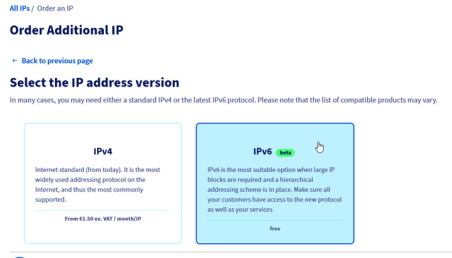 All IPs / Order an IP
Order Additional IP
← Back to previous page
Select the IP address version
In many cases, you may need either a standard IPv4 or the latest IPv6 protocol. Please note that the list of compatible products may vary.
IPv4
Internet standard (from today). It is the most
widely used addressing protocol on the
Internet, and thus the most commonly
supported.
From €1.50 ex. VAT / month/IP
IPv6 beta
IPv6 is the most suitable option when large IP
blocks are required and a hierarchical
addressing scheme is in place. Make sure all
your customers have access to the new protocol
as well as your services
free